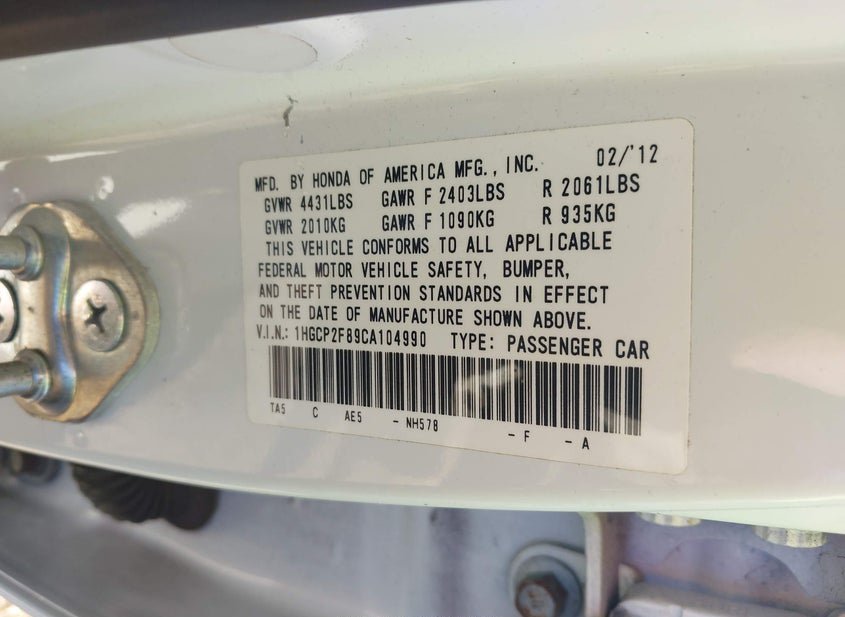 MFD. BY HONDA OF AMERICA MFG., INC. 02/'12
GVWR 4431LBS GAWR F 2403LBS R 2061LBS
GVWR 2010KG GAWR F 1090KG R 935KG
THIS VEHICLE CONFORMS TO ALL APPLICABLE
FEDERAL MOTOR VEHICLE SAFETY, BUMPER,
AND THEFT PREVENTION STANDARDS IN EFFECT
ON THE DATE OF MANUFACTURE SHOWN ABOVE.
V.I.N.: 1HGCP2F89CA104990 TYPE: PASSENGER CAR
TA5 C AE5 - NH578 - F - A